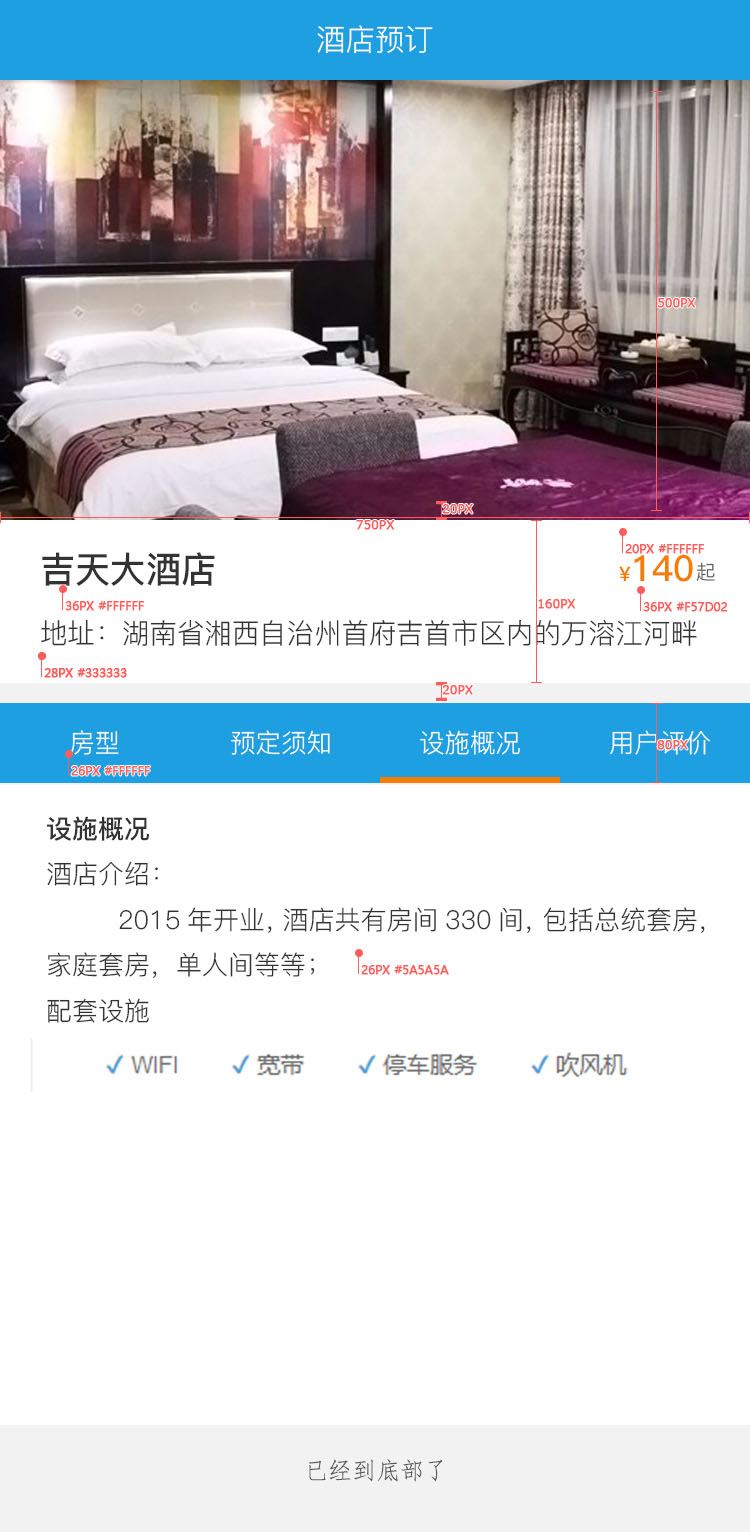 酒店预订
500PX
20PX
750PX
吉天大酒店
20PX #FFFFFF
¥140起
36PX #FFFFFF
160PX
36PX #F57D02
地址：湖南省湘西自治州首府吉首市区内的万溶江河畔
28PX #333333
20PX
房型 预定须知 设施概况 用户评价
80PX
26PX #FFFFFF
设施概况
酒店介绍：
2015 年开业, 酒店共有房间 330 间, 包括总统套房,
家庭套房, 单人间等等；
26PX #5A5A5A
配套设施
✓ WIFI ✓ 宽带 ✓ 停车服务 ✓ 吹风机
已经到底部了